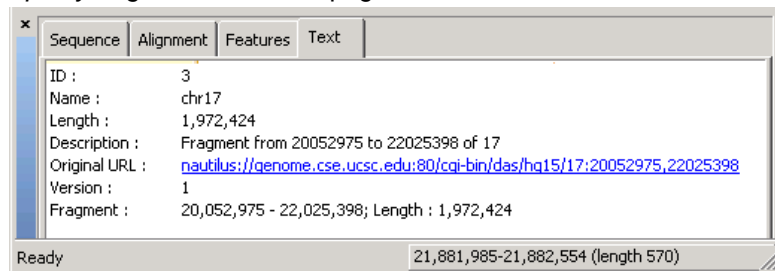 ×
Sequence Alignment Features Text
ID : 3
Name : chr17
Length : 1,972,424
Description : Fragment from 20052975 to 22025398 of 17
Original URL : nautilus://genome.cse.ucsc.edu:80/cgi-bin/das/hg15/17:20052975,22025398
Version : 1
Fragment : 20,052,975 - 22,025,398; Length : 1,972,424
Ready 21,881,985-21,882,554 (length 570)